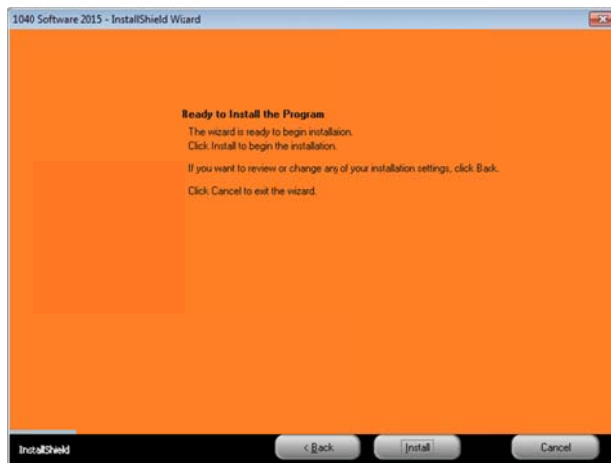 1040 Software 2015 - InstallShield Wizard
Ready to Install the Program
The wizard is ready to begin installaion.
Click Install to begin the installation.
If you want to review or change any of your installation settings, click Back.
Click Cancel to exit the wizard.
InstallShield
< Back
Install
Cancel